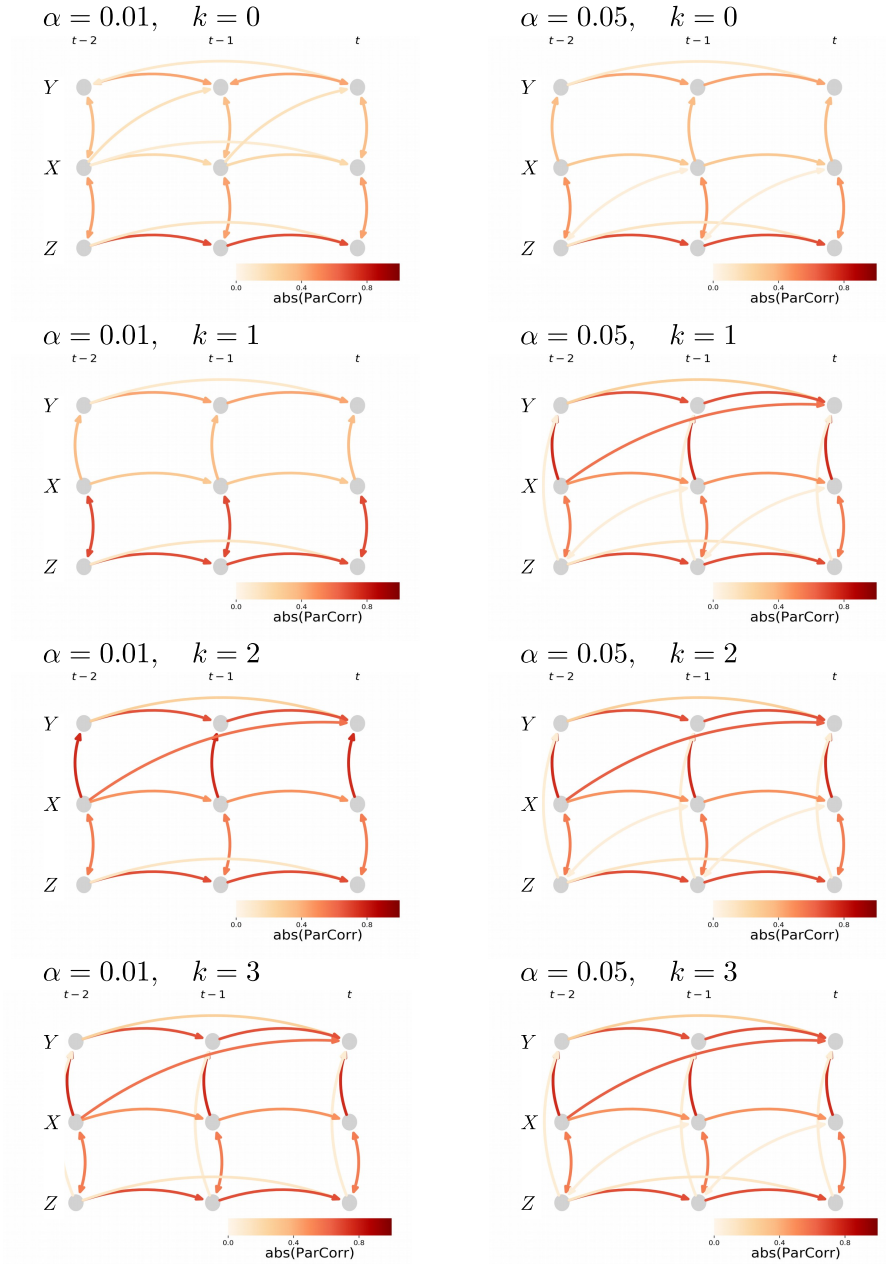 α = 0.01, k = 0
t − 2 t − 1 t
Y
X
Z
0.0 0.4 0.8
abs(ParCorr)
α = 0.05, k = 0
t − 2 t − 1 t
Y
X
Z
0.0 0.4 0.8
abs(ParCorr)
α = 0.01, k = 1
t − 2 t − 1 t
Y
X
Z
0.0 0.4 0.8
abs(ParCorr)
α = 0.05, k = 1
t − 2 t − 1 t
Y
X
Z
0.0 0.4 0.8
abs(ParCorr)
α = 0.01, k = 2
t − 2 t − 1 t
Y
X
Z
0.0 0.4 0.8
abs(ParCorr)
α = 0.05, k = 2
t − 2 t − 1 t
Y
X
Z
0.0 0.4 0.8
abs(ParCorr)
α = 0.01, k = 3
t − 2 t − 1 t
Y
X
Z
0.0 0.4 0.8
abs(ParCorr)
α = 0.05, k = 3
t − 2 t − 1 t
Y
X
Z
0.0 0.4 0.8
abs(ParCorr)